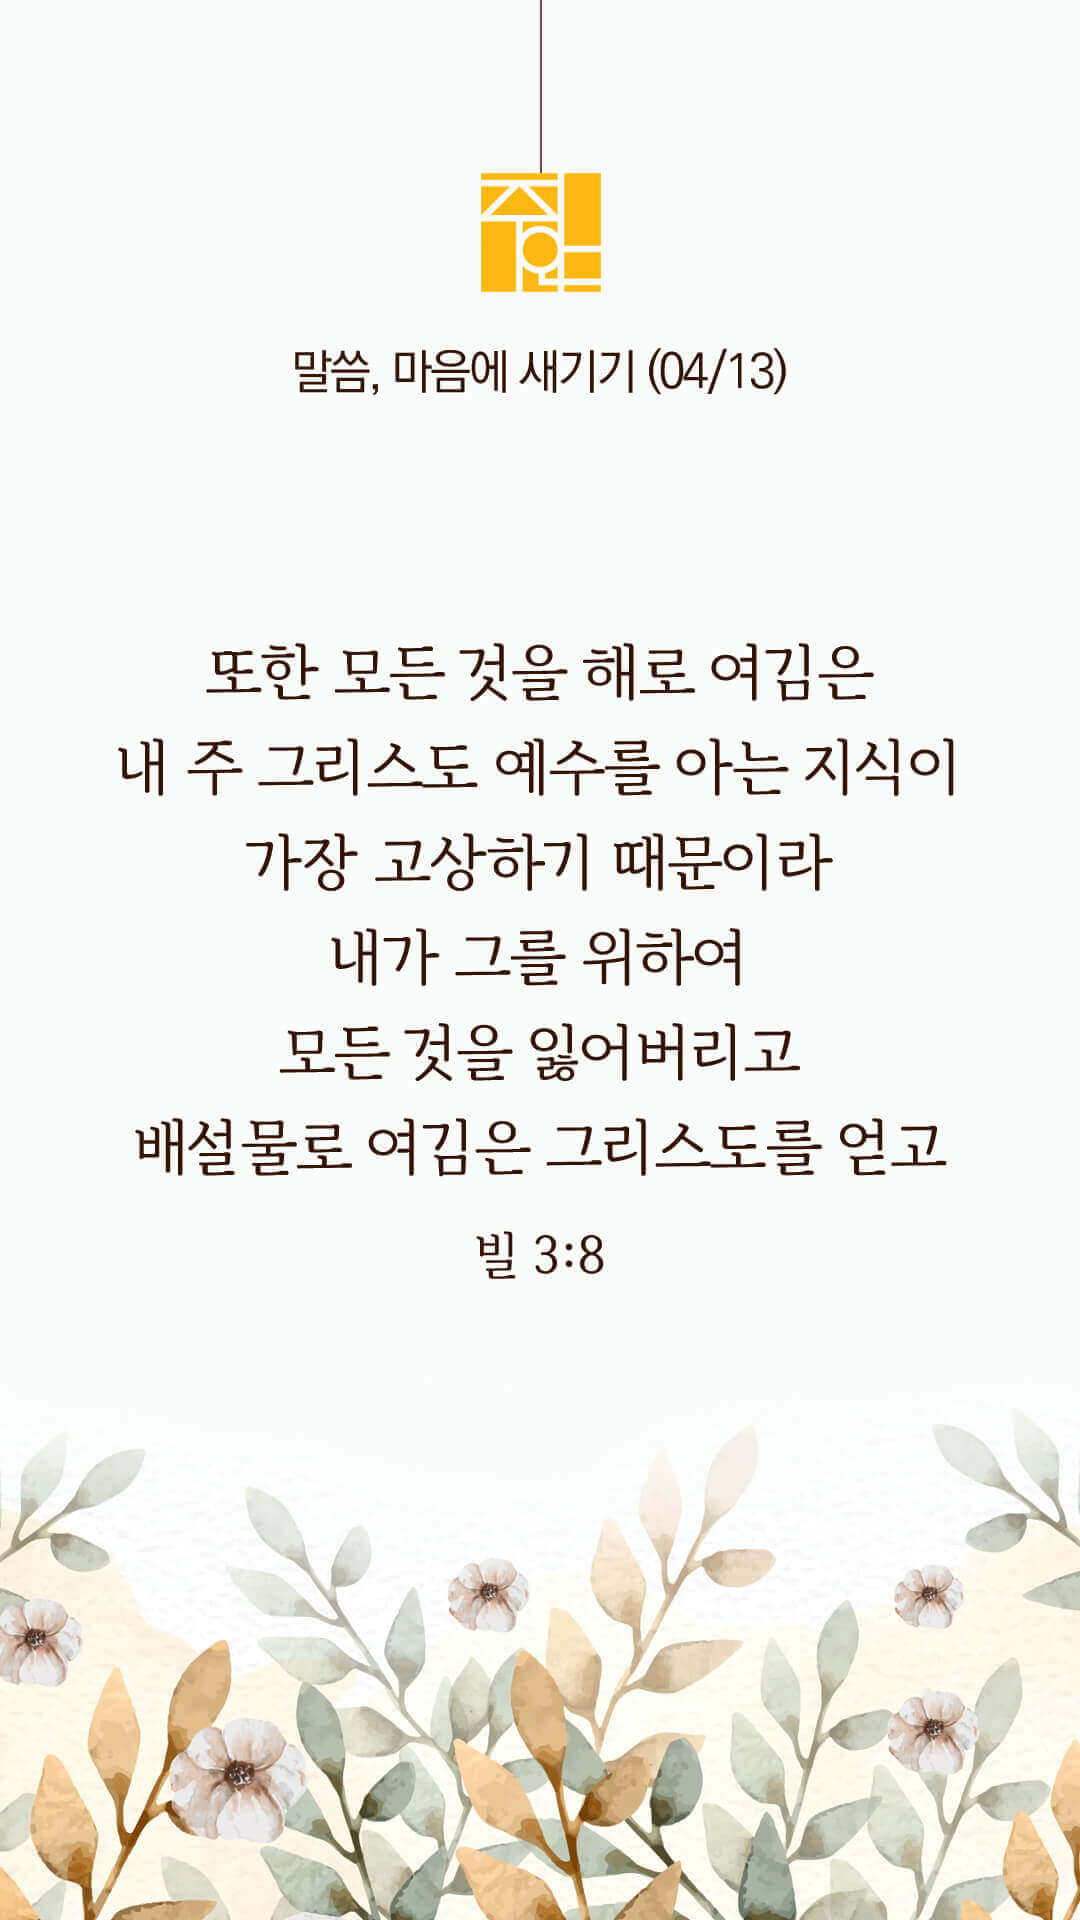 주인
말씀, 마음에 새기기 (04/13)
또한 모든 것을 해로 여김은
내 주 그리스도 예수를 아는 지식이
가장 고상하기 때문이라
내가 그를 위하여
모든 것을 잃어버리고
배설물로 여김은 그리스도를 얻고
빌 3:8